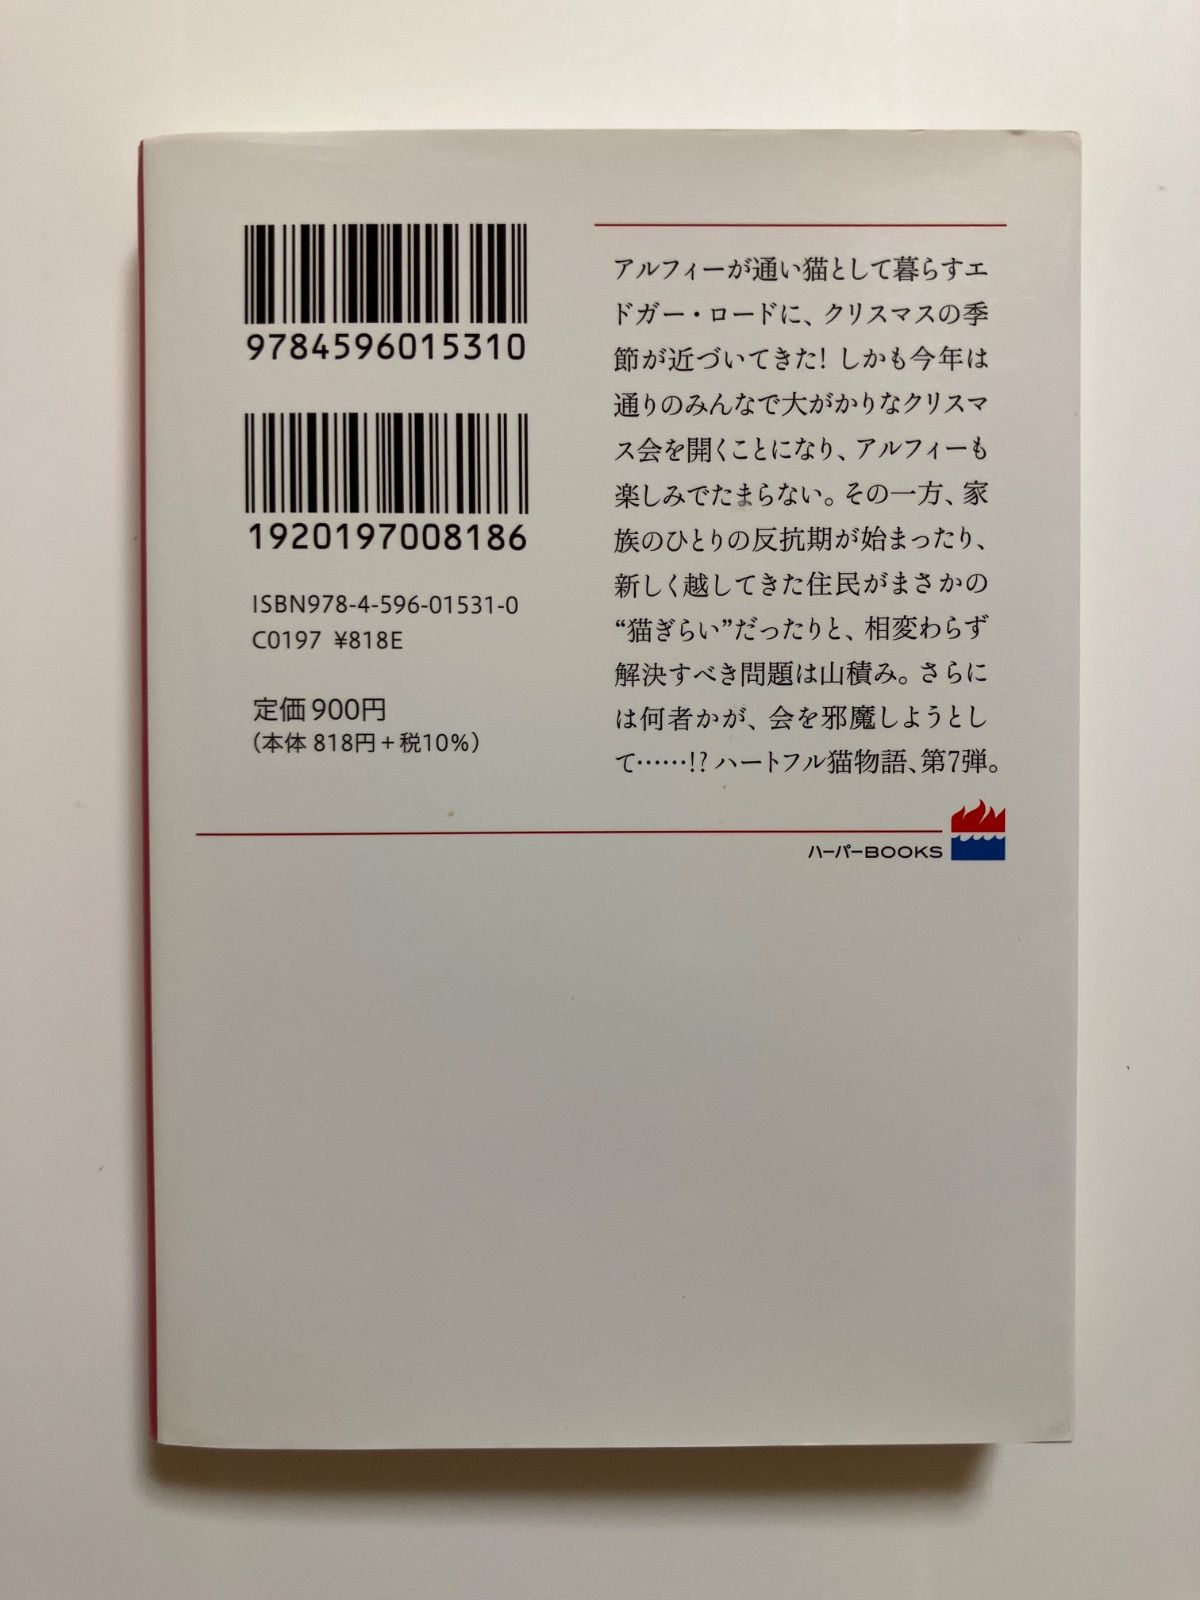 9784596015310
1920197008186
ISBN978-4-596-01531-0
C0197 ¥818E
定価900円
（本体 818円＋税10%）
アルフィーが通い猫として暮らすエ
ドガー・ロードに、クリスマスの季
節が近づいてきた！しかも今年は
通りのみんなで大がかりなクリスマ
ス会を開くことになり、アルフィーも
楽しみでたまらない。その一方、家
族のひとりの反抗期が始まったり、
新しく越してきた住民がまさかの
“猫ぎらい”だったりと、相変わらず
解決すべき問題は山積み。さらに
は何者かが、会を邪魔しようとし
て……!?ハートフル猫物語、第7弾。
ハーパーBOOKS